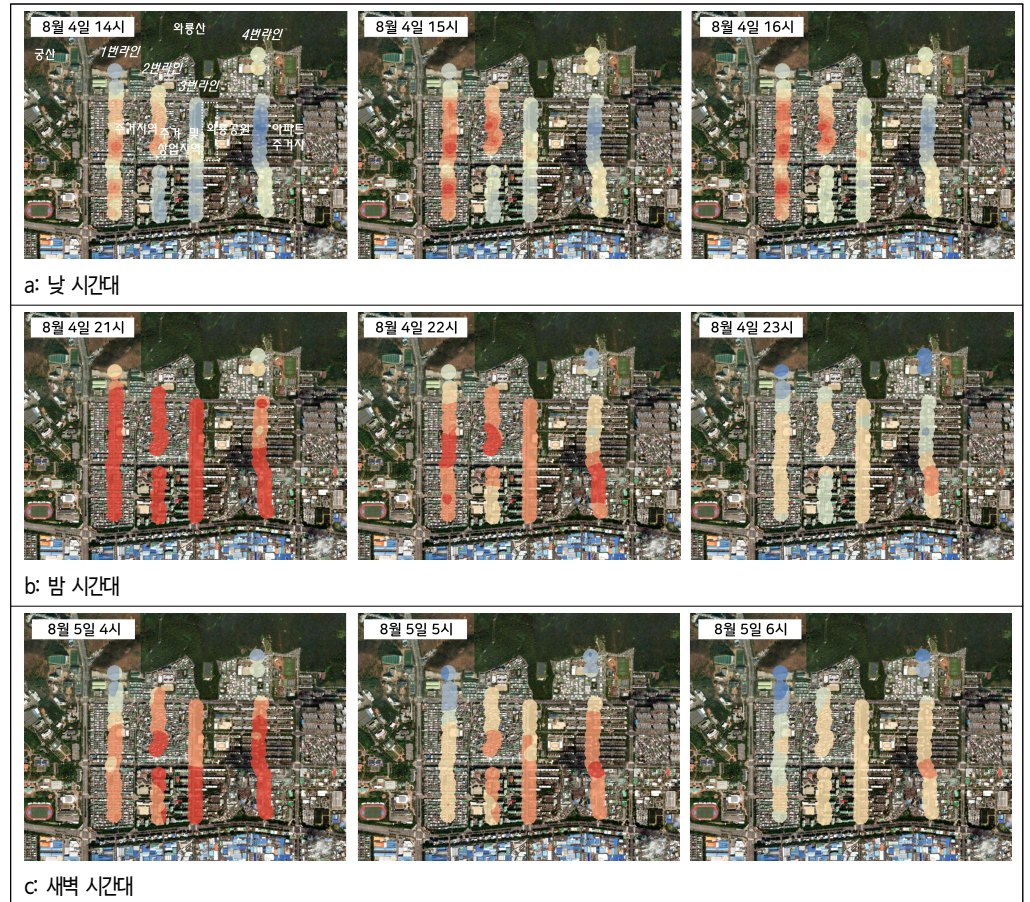 8월 4일 14시
8월 4일 15시
8월 4일 16시
와룡산
궁산
1번라인
2번라인
3번라인
4번라인
주거지역
주거 및
상업지역
와룡공원
아파트
주거지
a: 낮 시간대
8월 4일 21시
8월 4일 22시
8월 4일 23시
b: 밤 시간대
8월 5일 4시
8월 5일 5시
8월 5일 6시
c: 새벽 시간대